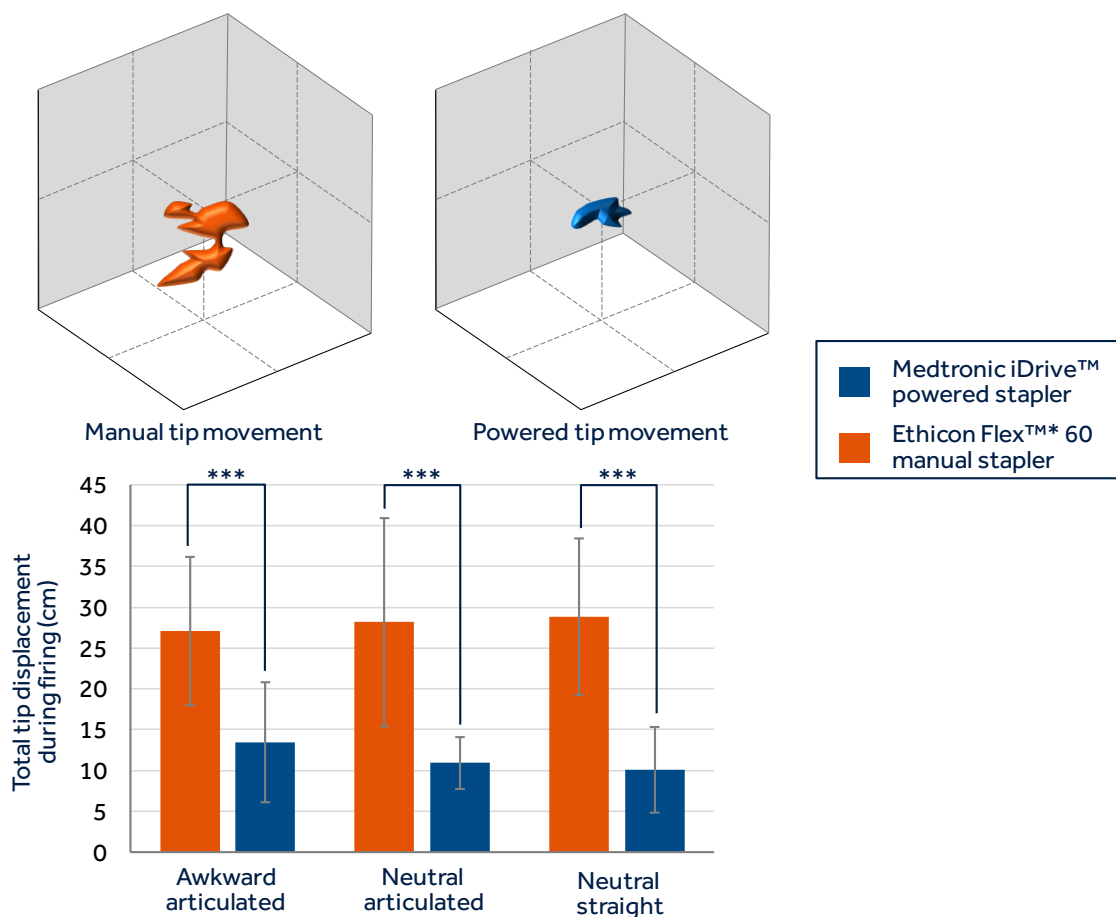 Manual tip movement
Powered tip movement
Medtronic iDrive™
powered stapler
Ethicon Flex™* 60
manual stapler
Total tip displacement
during firing (cm)
45
40
35
30
25
20
15
10
5
0
***
***
***
Awkward
articulated
Neutral
articulated
Neutral
straight